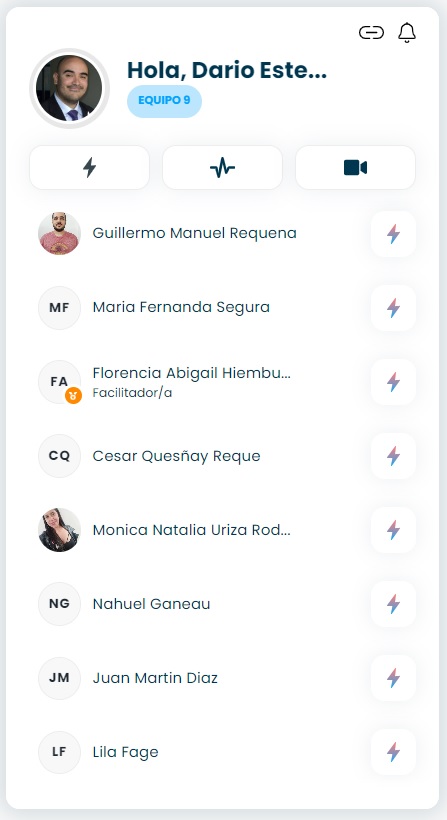 Hola, Dario Este...
EQUIPO 9
Guillermo Manuel Requena
MF
Maria Fernanda Segura
FA
Florencia Abigail Hiembu...
Facilitador/a
CQ
Cesar Quesñay Reque
Monica Natalia Uriza Rod...
NG
Nahuel Ganeau
JM
Juan Martin Diaz
LF
Lila Fage